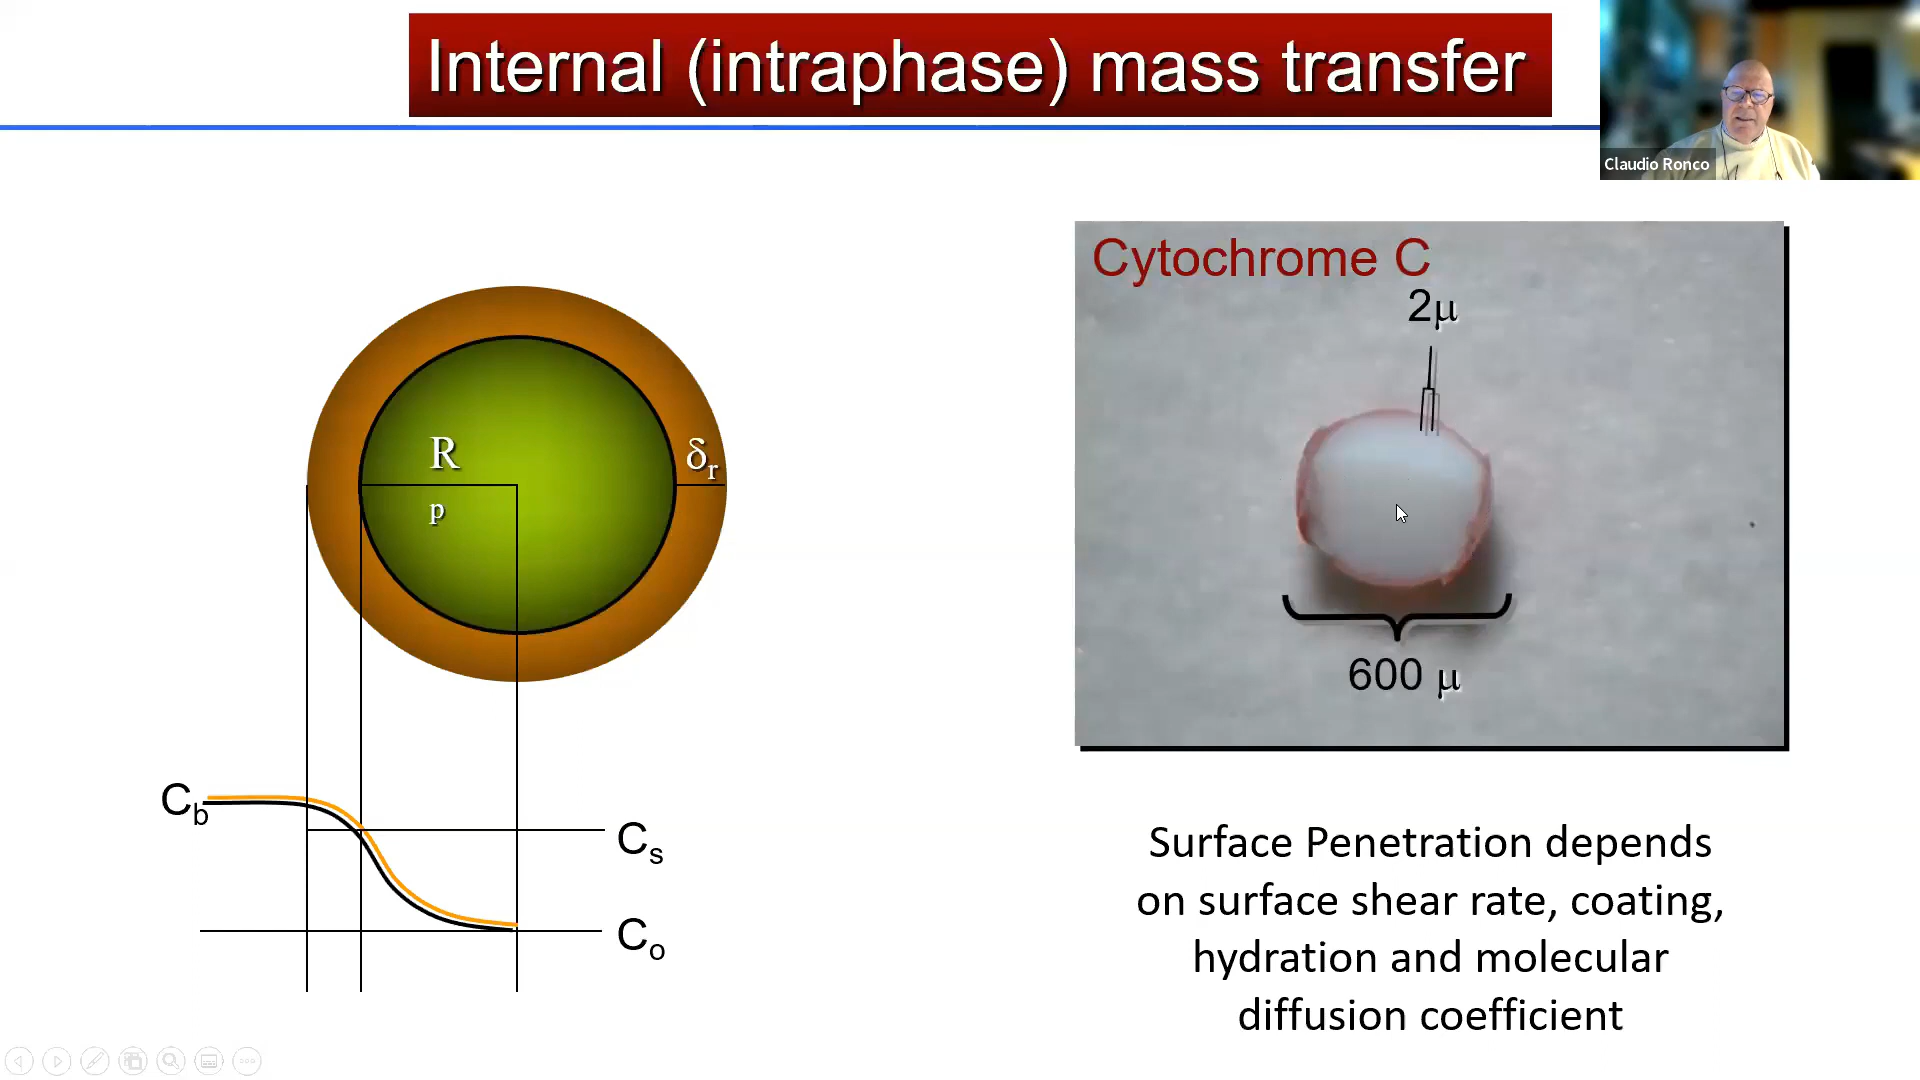 Internal (intraphase) mass transfer
Claudio Ronco
Cytochrome C
2μ
R
p
δr
600 μ
Cb
Cs
Co
Surface Penetration depends
on surface shear rate, coating,
hydration and molecular
diffusion coefficient